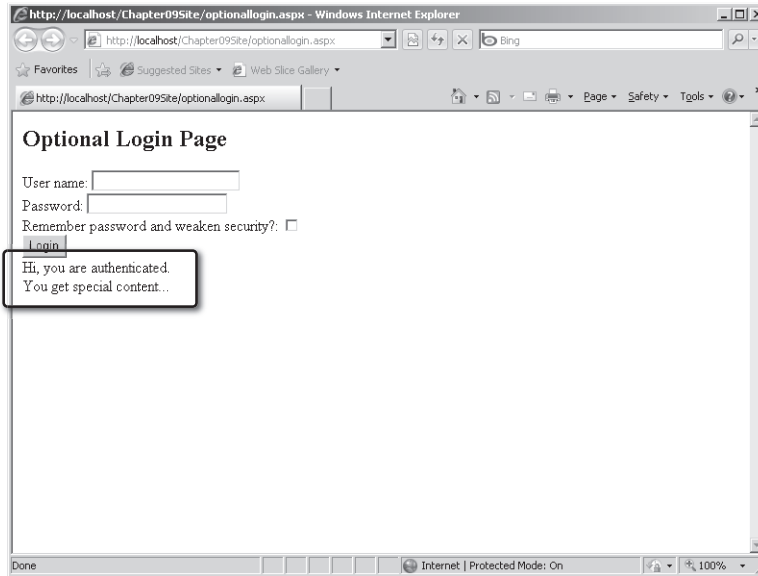 http://localhost/Chapter09Site/optionallogin.aspx - Windows Internet Explorer
http://localhost/Chapter09Site/optionallogin.aspx
Bing
Favorites
Suggested Sites
Web Slice Gallery
http://localhost/Chapter09Site/optionallogin.aspx
Page
Safety
Tools
Optional Login Page
User name:
Password:
Remember password and weaken security?:
Login
Hi, you are authenticated.
You get special content...
Done
Internet | Protected Mode: On
100%